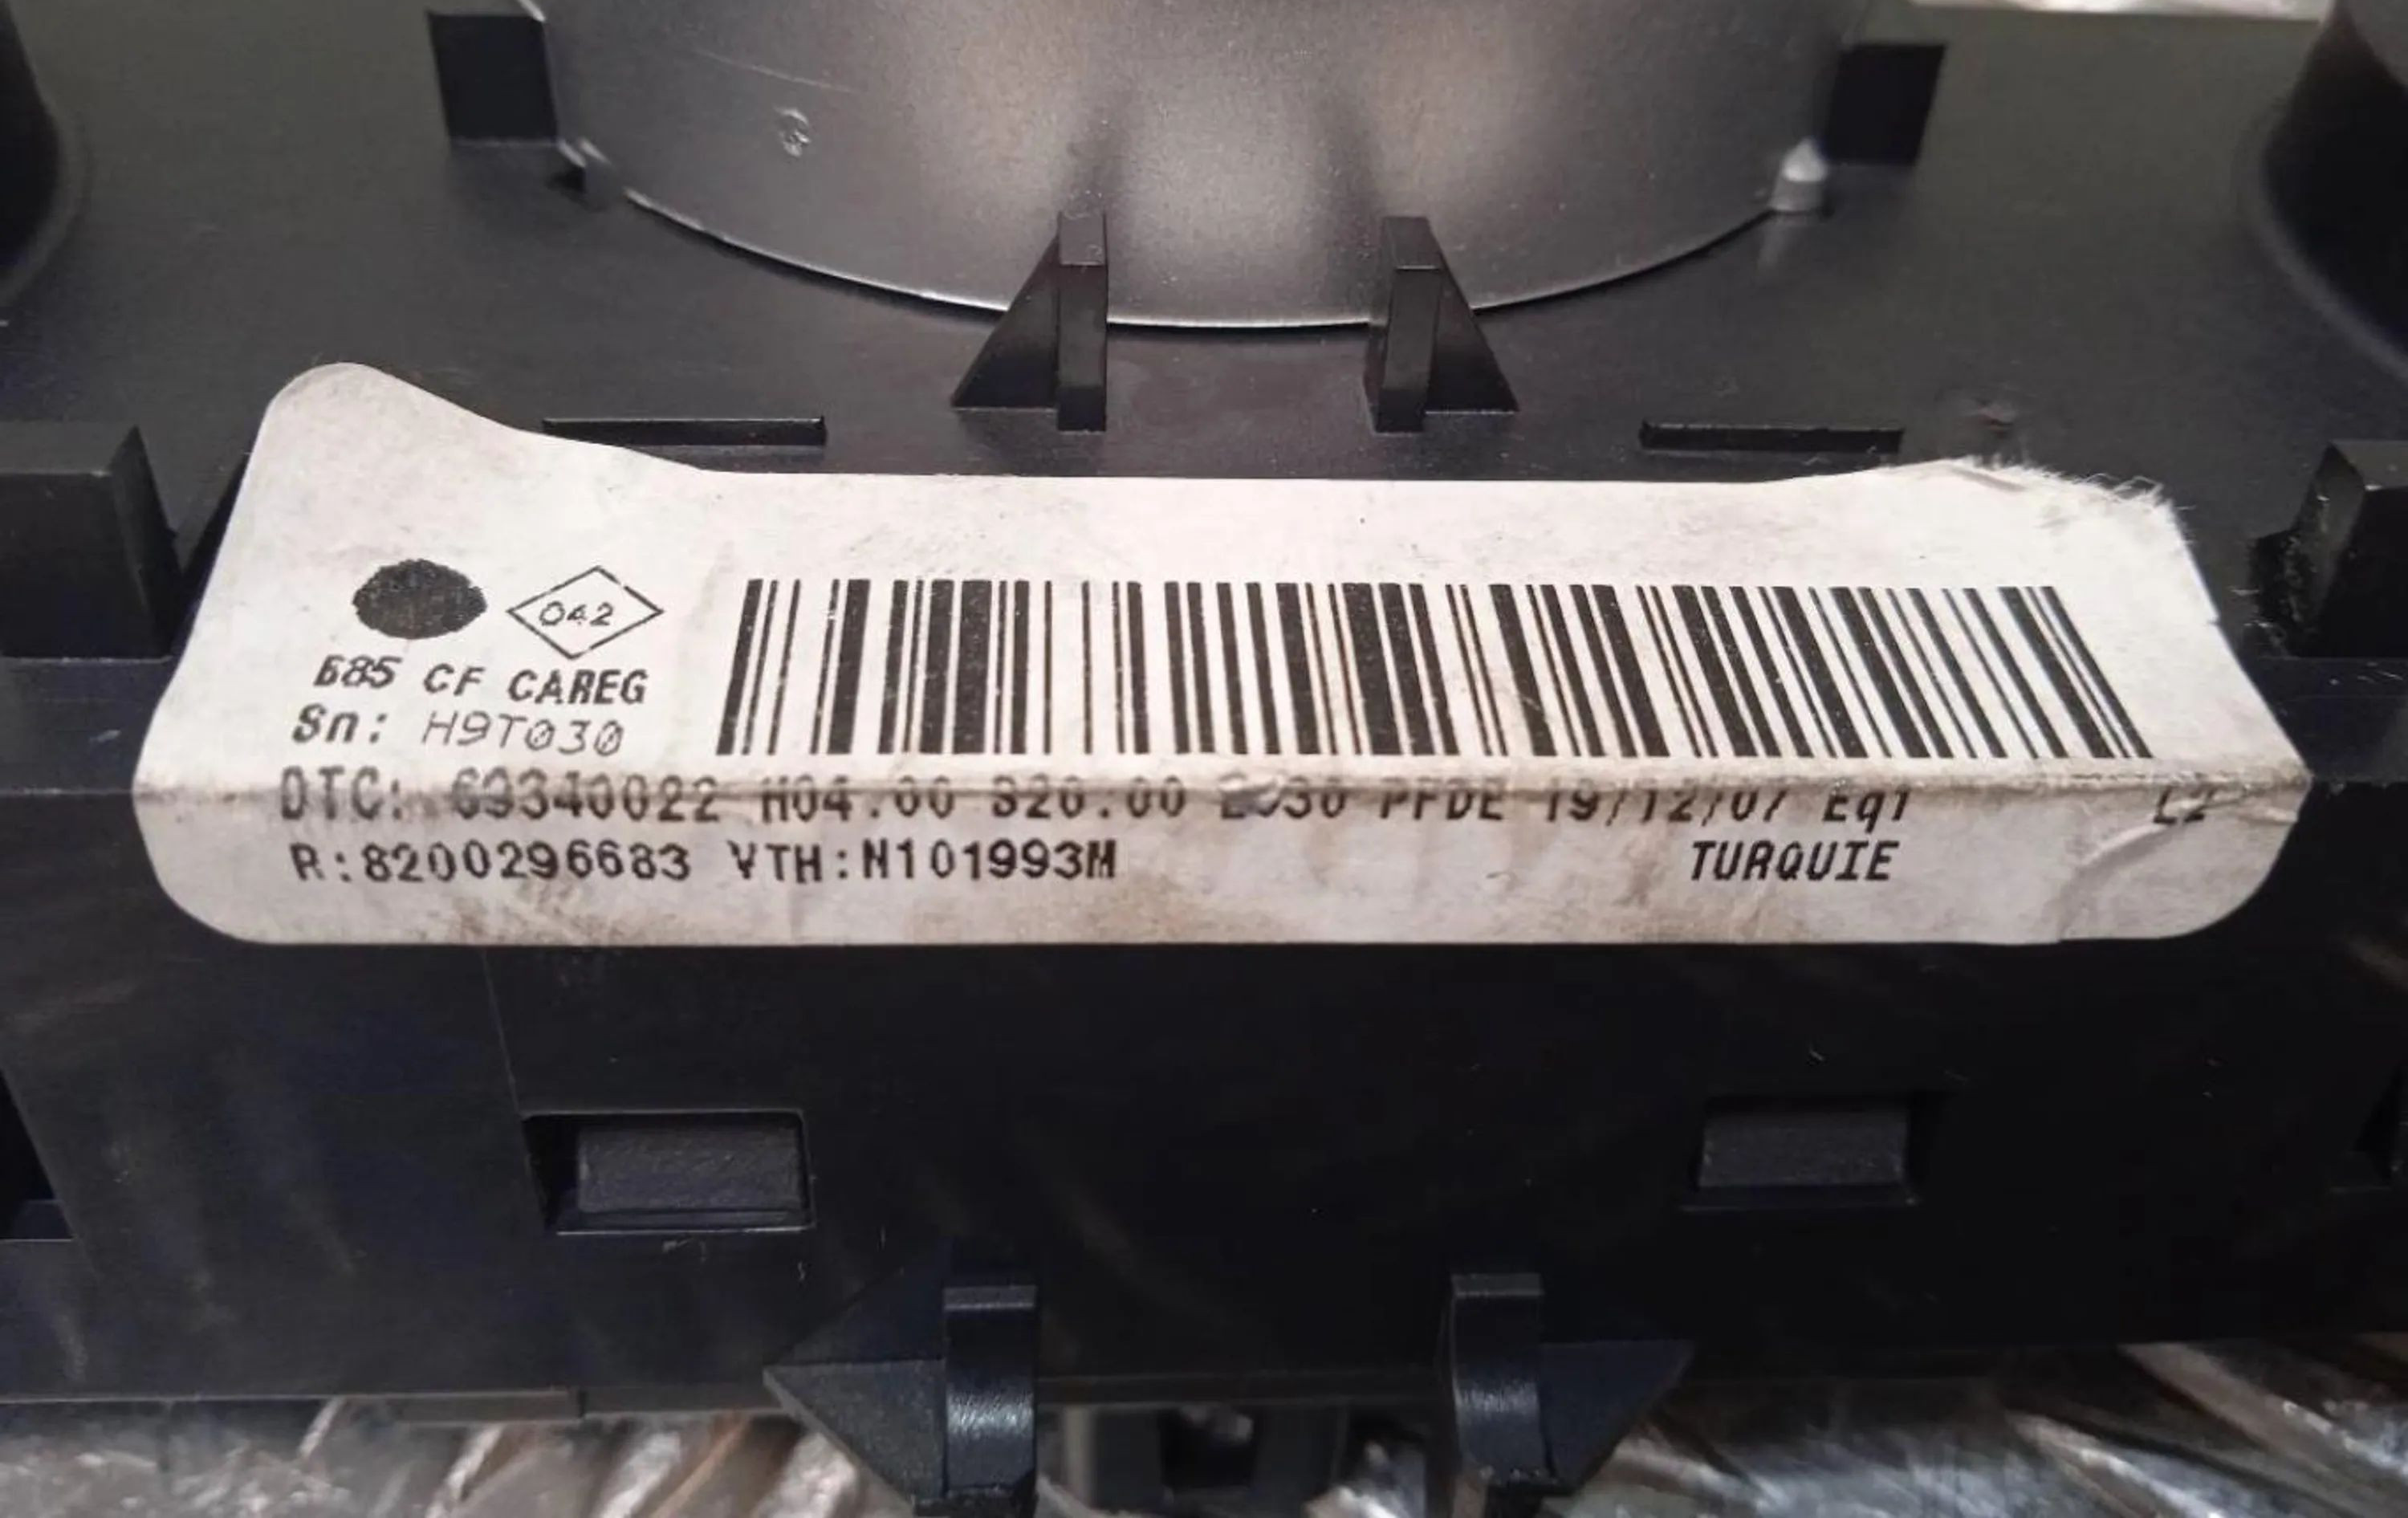 042
B85 CF CAREG
Sn: H9T030
DTC: 69340022 H04.00 S20.00 PFDE 19/12/07 Eq1 L2
R:8200296683 VTH:N101993M TURQUIE